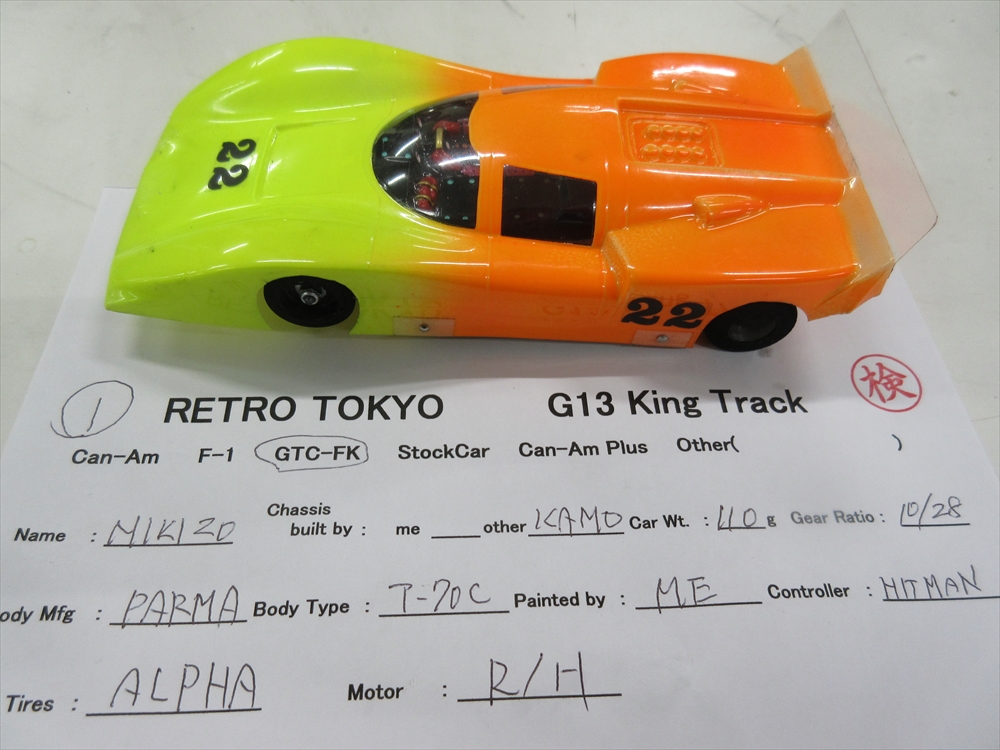 22
22
1 RETRO TOKYO G13 King Track 検
Can-Am F-1 GTC-FK StockCar Can-Am Plus Other( )
Name : MIKIZO Chassis built by : me ____ other KAMO Car Wt. : 110 g Gear Ratio : 10/28
ody Mfg : PARMA Body Type : T-70C Painted by : ME Controller : HITMAN
Tires : ALPHA Motor : R/H